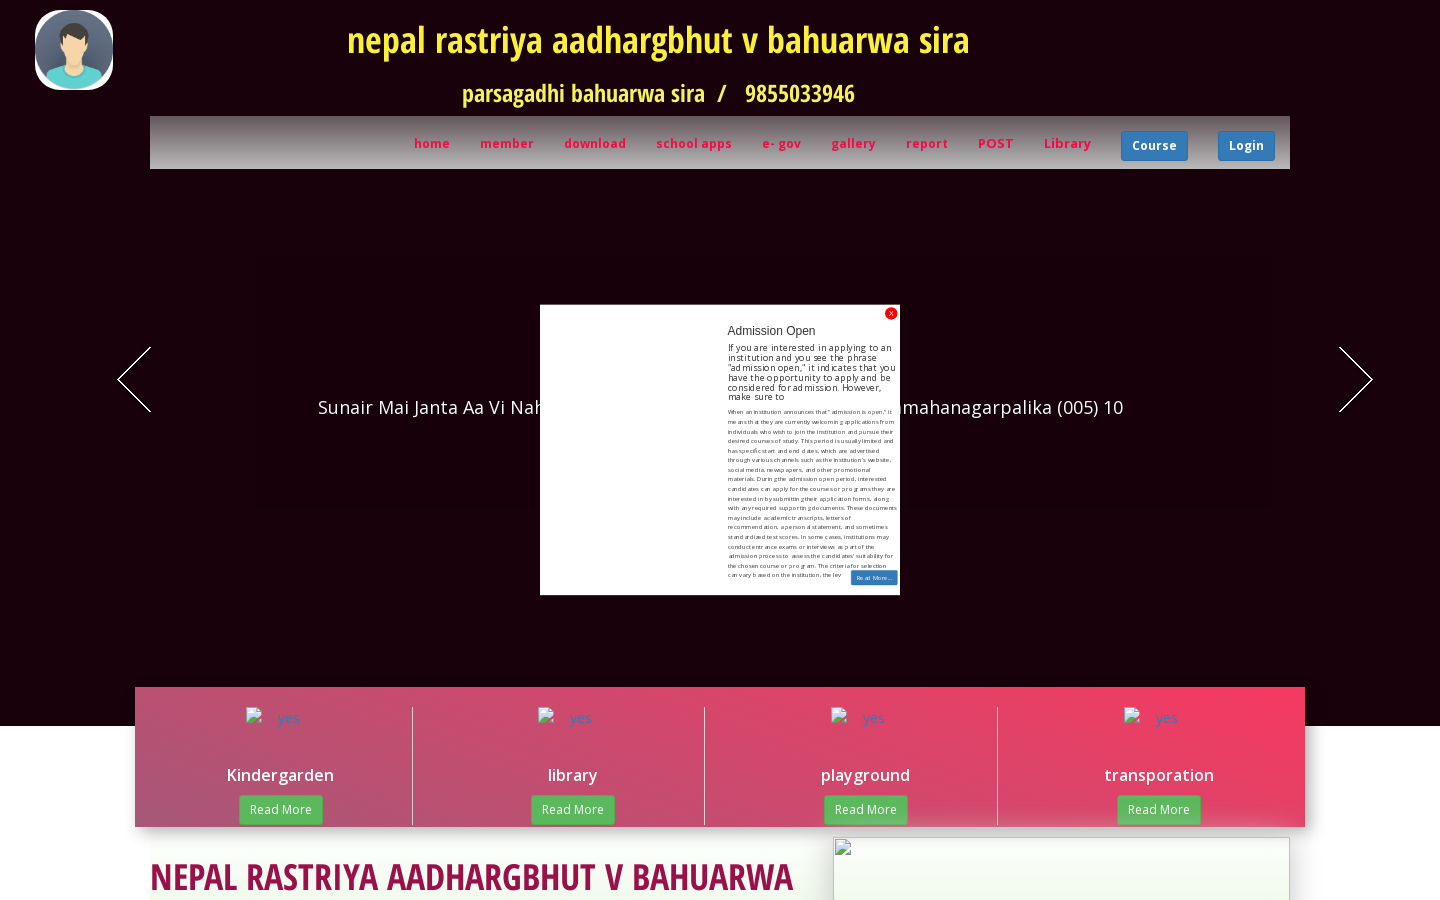 nepal rastriya aadhargbhut v bahuarwa sira
parsagadhi bahuarwa sira / 9855033946
home member download school apps e- gov gallery report POST Library Course Login
X
Admission Open
If you are interested in applying to an
institution and you see the phrase
"admission open," it indicates that you
have the opportunity to apply and be
considered for admission. However,
make sure to
Sunair Mai Janta Aa Vi Nah
amahanagarpalika (005) 10
When an institution announces that "admission is open," it
means that they are currently welcoming applications from
individuals who wish to join the institution and pursue their
desired courses of study. This period is usually limited and
has specific start and end dates, which are advertised
through various channels such as the institution's website,
social media, newspapers, and other promotional
materials. During the admission open period, interested
candidates can apply for the courses or programs they are
interested in by submitting their application forms, along
with any required supporting documents. These documents
may include academic transcripts, letters of
recommendation, a personal statement, and sometimes
standardized test scores. In some cases, institutions may
conduct entrance exams or interviews as part of the
admission process to assess the candidates' suitability for
the chosen course or program. The criteria for selection
can vary based on the institution, the lev
Read More...
yes yes yes yes
Kindergarden library playground transporation
Read More Read More Read More Read More
NEPAL RASTRIYA AADHARGBHUT V BAHUARWA